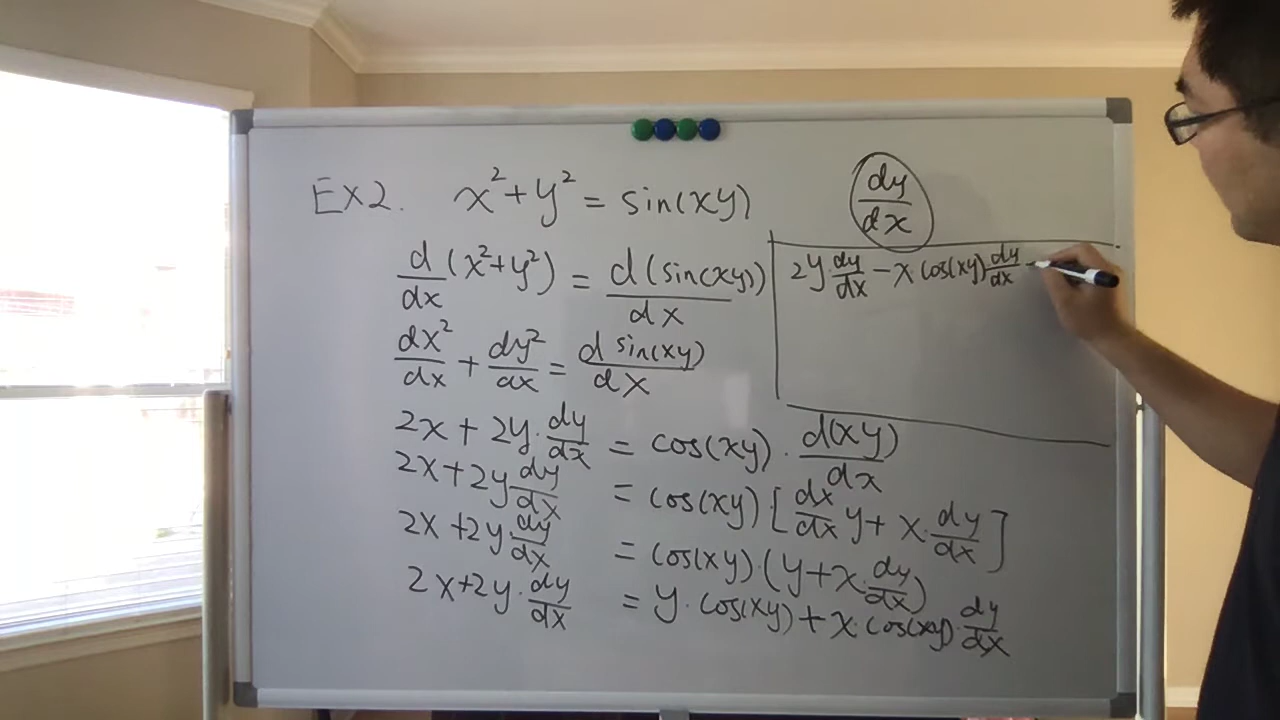 Ex2. x² + y² = sin(xy)
dy/dx
d/dx (x²+y²) = d(sin(xy))/dx
dx²/dx + dy²/dx = d sin(xy)/dx
2x + 2y·dy/dx = cos(xy)·d(xy)/dx
2x+2y dy/dx = cos(xy)[dx/dx y + x·dy/dx]
2x+2y·dy/dx = cos(xy)·(y+x·dy/dx)
2x+2y·dy/dx = y·cos(xy)+x·cos(xy)·dy/dx
2y·dy/dx − x·cos(xy)dy/dx =